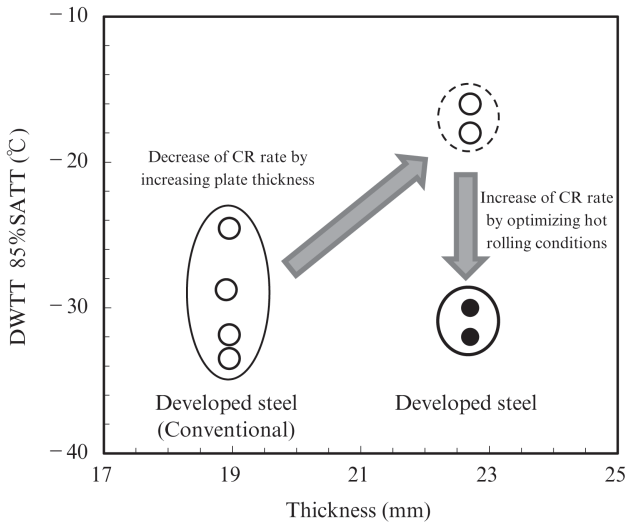 −10
−20
−30
−40
DWTT 85%SATT (℃)
Decrease of CR rate by
increasing plate thickness
Increase of CR rate
by optimizing hot
rolling conditions
Developed steel
(Conventional)
Developed steel
17
19
21
23
25
Thickness (mm)